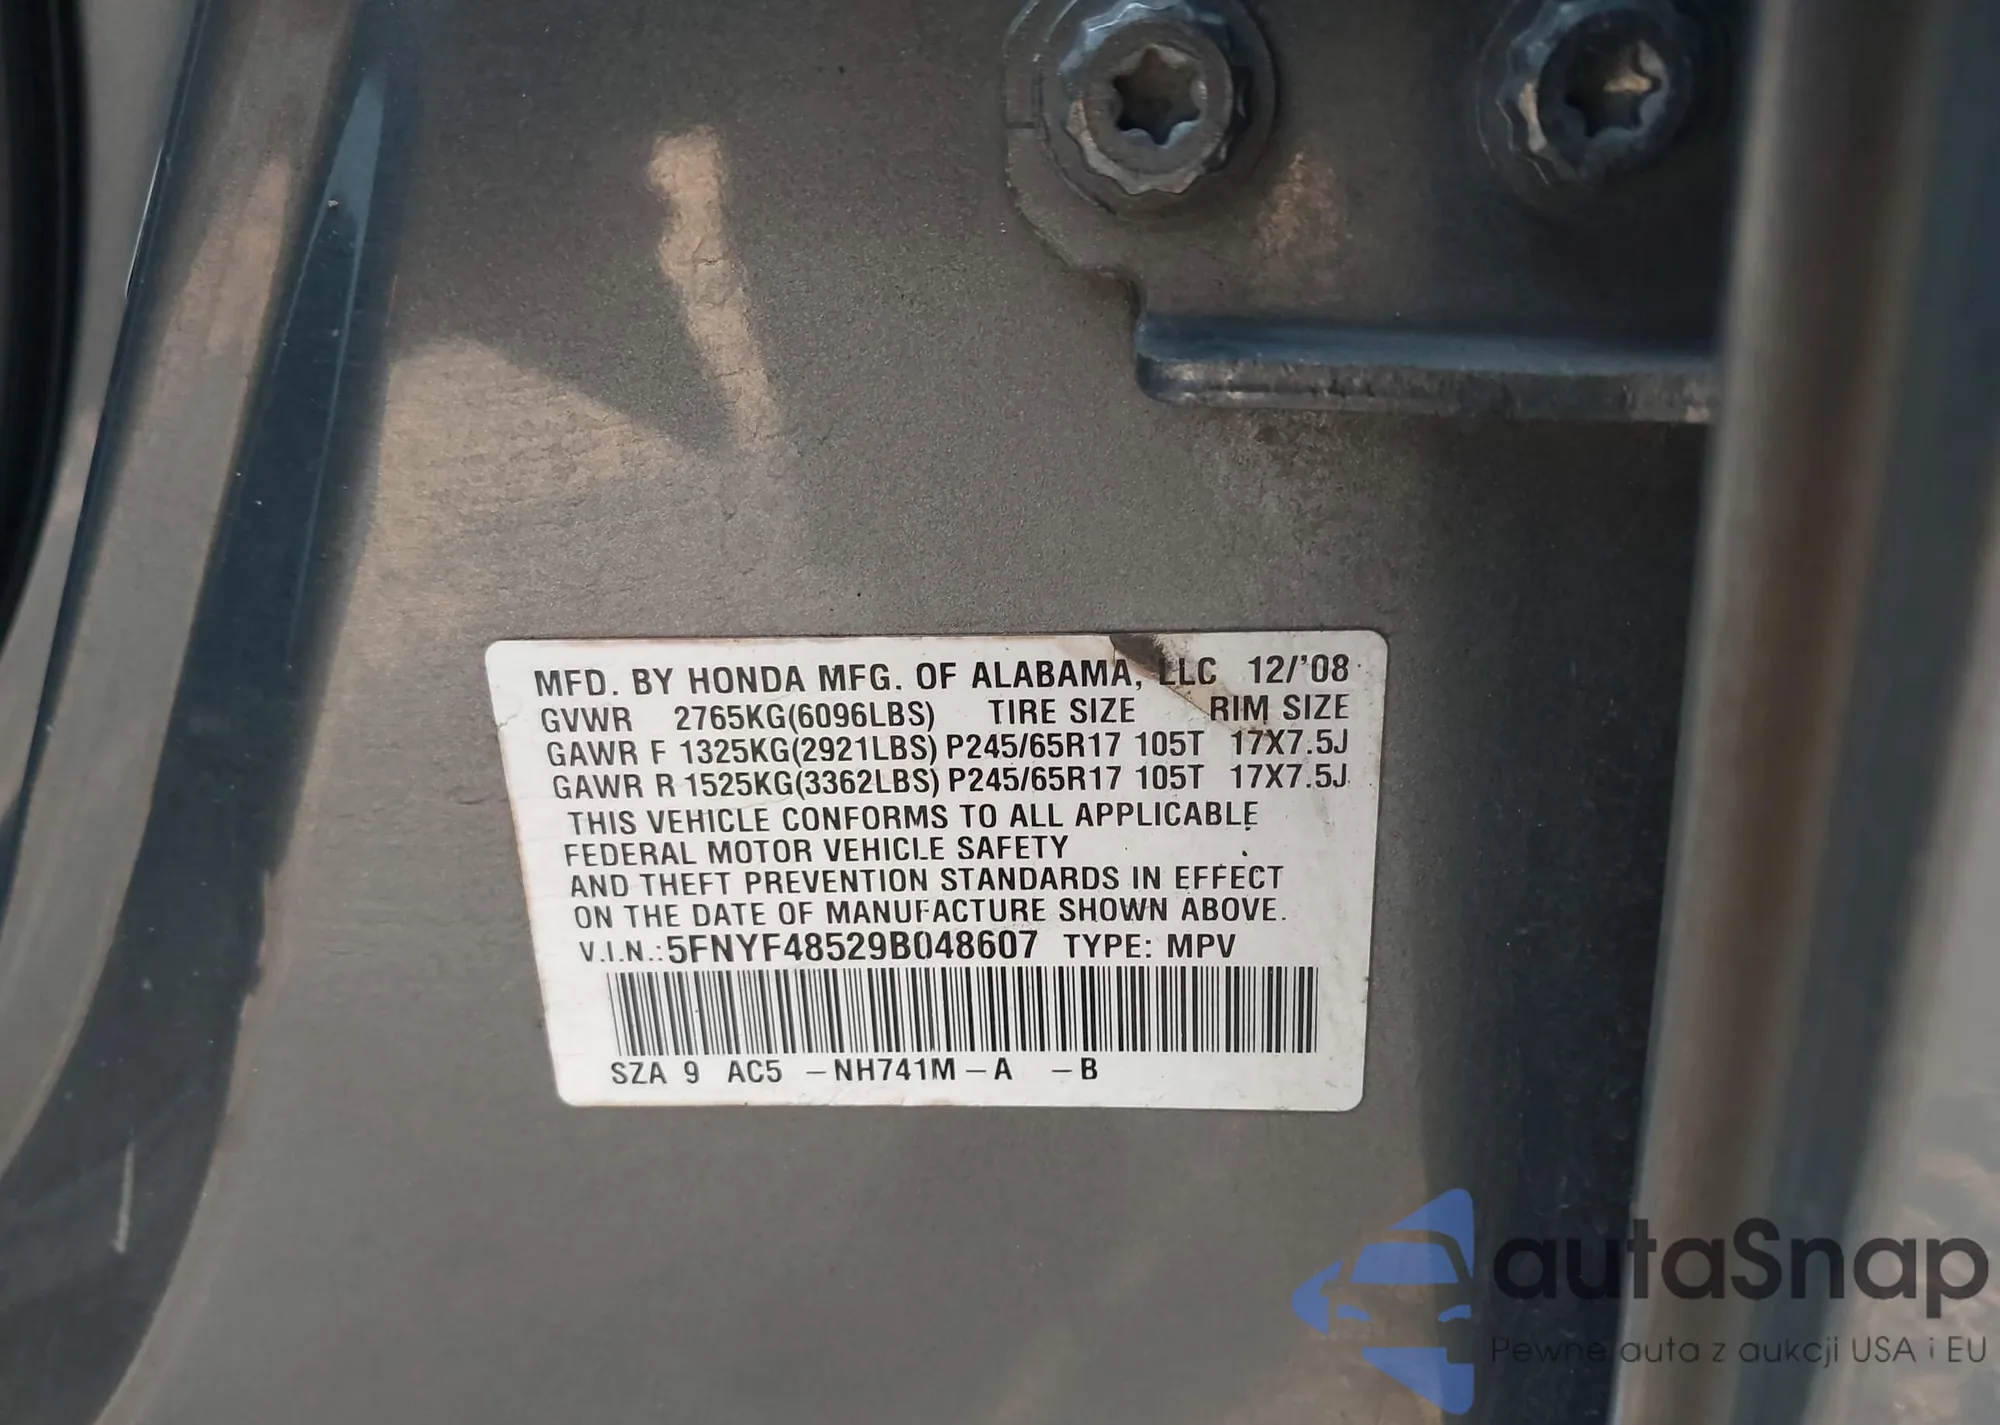 MFD. BY HONDA MFG. OF ALABAMA, LLC 12/'08
GVWR 2765KG(6096LBS) TIRE SIZE RIM SIZE
GAWR F 1325KG(2921LBS) P245/65R17 105T 17X7.5J
GAWR R 1525KG(3362LBS) P245/65R17 105T 17X7.5J
THIS VEHICLE CONFORMS TO ALL APPLICABLE
FEDERAL MOTOR VEHICLE SAFETY
AND THEFT PREVENTION STANDARDS IN EFFECT
ON THE DATE OF MANUFACTURE SHOWN ABOVE.
V.I.N.: 5FNYF48529B048607 TYPE: MPV
SZA 9 AC5 -NH741M-A -B
autaSnap
Pewne auta z aukcji USA i EU